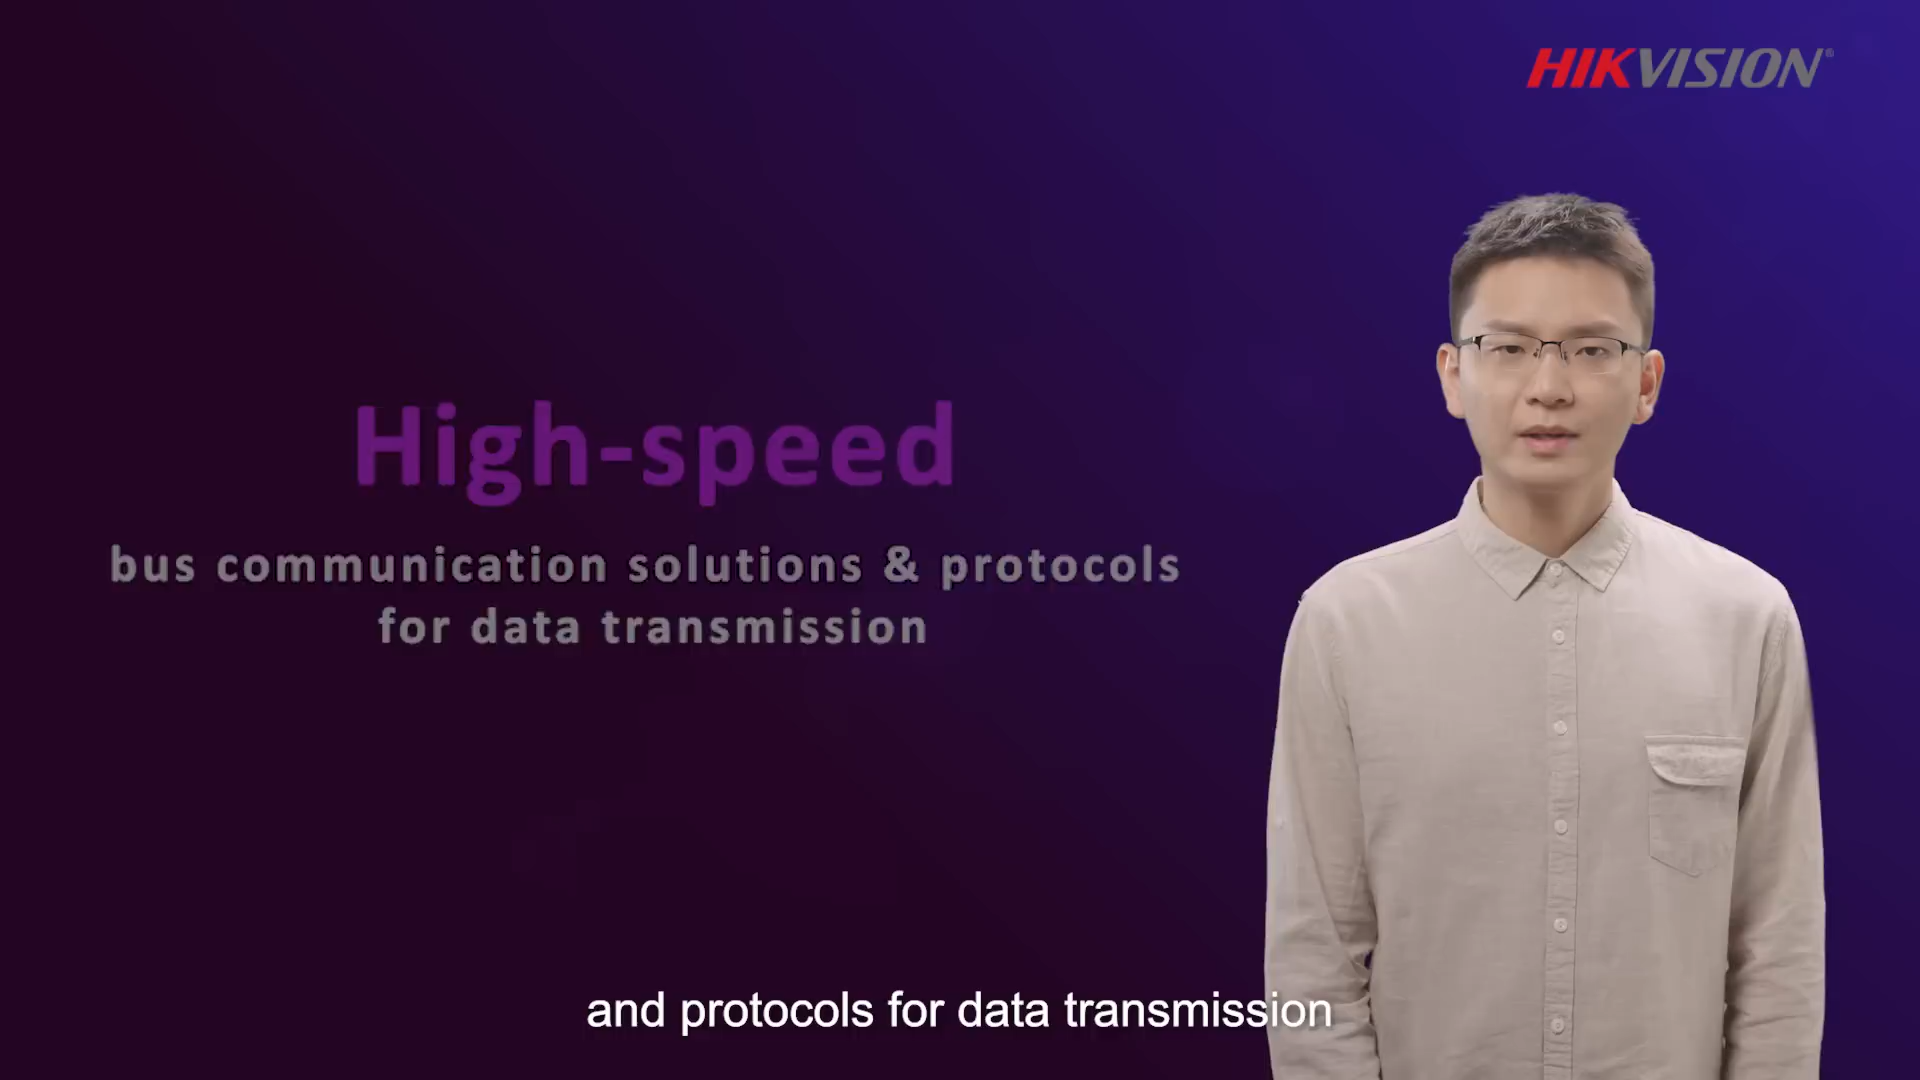 HIKVISION®
High-speed
bus communication solutions & protocols
for data transmission
and protocols for data transmission